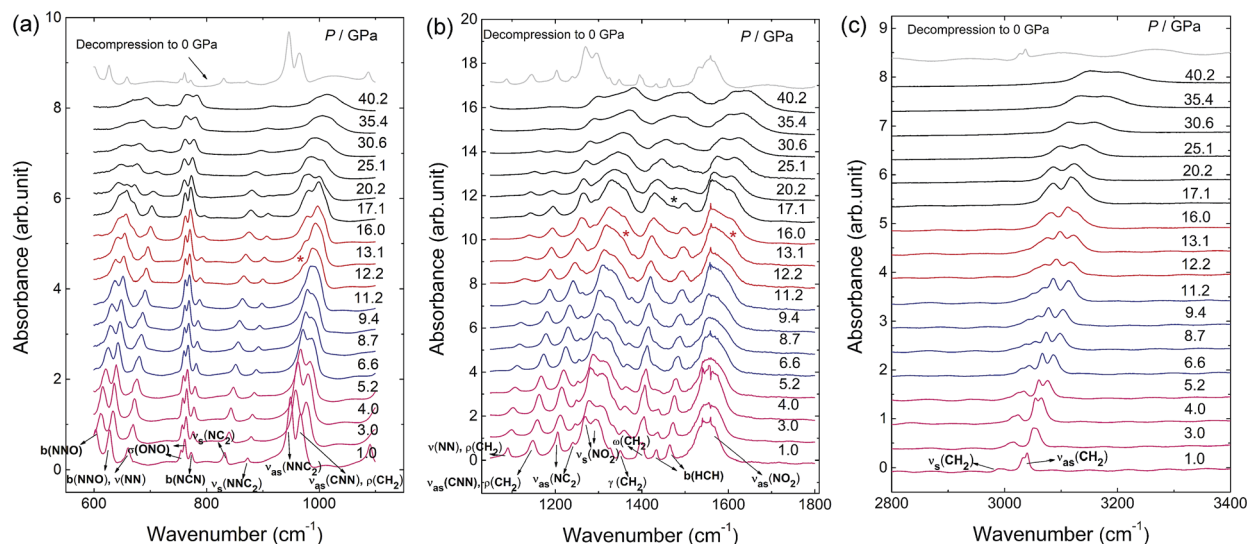 (a)
Decompression to 0 GPa
P / GPa
40.2
35.4
30.6
25.1
20.2
17.1
16.0
13.1
12.2
11.2
9.4
8.7
6.6
5.2
4.0
3.0
1.0
*
b(NNO)
b(NNO), ν(NN)
σ(ONO)
νs(NC2)
b(NCN)
νs(NNC2)
νas(NNC2)
νas(CNN), ρ(CH2)
10
8
6
4
2
0
600
800
1000
Absorbance (arb.unit)
Wavenumber (cm-1)
(b)
Decompression to 0 GPa
P / GPa
40.2
35.4
30.6
25.1
20.2
17.1
16.0
13.1
12.2
11.2
9.4
8.7
6.6
5.2
4.0
3.0
1.0
*
*
*
ν(NN), ρ(CH2)
νas(CNN), ρ(CH2)
νas(NC2)
νs(NO2)
ω(CH2)
γ (CH2)
b(HCH)
νas(NO2)
20
18
16
14
12
10
8
6
4
2
0
1200
1400
1600
1800
Absorbance (arb.unit)
Wavenumber (cm-1)
(c)
Decompression to 0 GPa
P / GPa
40.2
35.4
30.6
25.1
20.2
17.1
16.0
13.1
12.2
11.2
9.4
8.7
6.6
5.2
4.0
3.0
1.0
νs(CH2)
νas(CH2)
9
8
7
6
5
4
3
2
1
0
2800
3000
3200
3400
Absorbance (arb.unit)
Wavenumber (cm-1)